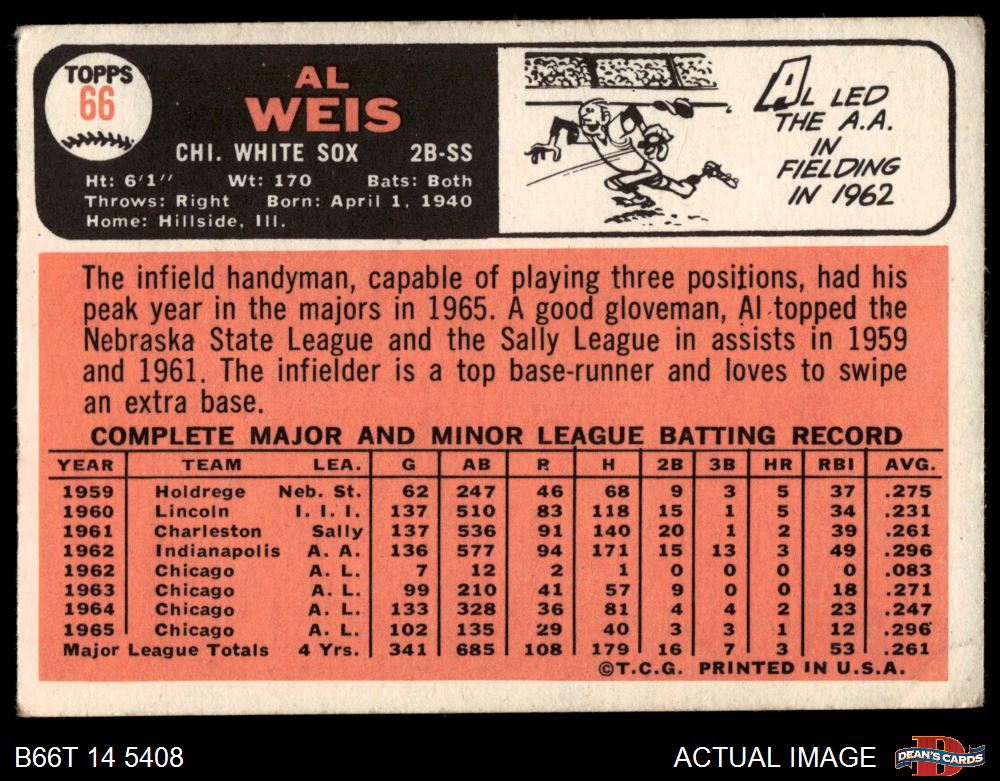 TOPPS
66
AL
WEIS
CHI. WHITE SOX 2B-SS
Ht: 6'1" Wt: 170 Bats: Both
Throws: Right Born: April 1, 1940
Home: Hillside, Ill.
AL LED
THE A.A.
IN
FIELDING
IN 1962
The infield handyman, capable of playing three positions, had his
peak year in the majors in 1965. A good gloveman, Al topped the
Nebraska State League and the Sally League in assists in 1959
and 1961. The infielder is a top base-runner and loves to swipe
an extra base.
COMPLETE MAJOR AND MINOR LEAGUE BATTING RECORD
YEAR TEAM LEA. G AB R H 2B 3B HR RBI AVG.
1959 Holdrege Neb. St. 62 247 46 68 9 3 5 37 .275
1960 Lincoln I. I. I. 137 510 83 118 15 1 5 34 .231
1961 Charleston Sally 137 536 91 140 20 1 2 39 .261
1962 Indianapolis A. A. 136 577 94 171 15 13 3 49 .296
1962 Chicago A. L. 7 12 2 1 0 0 0 0 .083
1963 Chicago A. L. 99 210 41 57 9 0 0 18 .271
1964 Chicago A. L. 133 328 36 81 4 4 2 23 .247
1965 Chicago A. L. 102 135 29 40 3 3 1 12 .296
Major League Totals 4 Yrs. 341 685 108 179 16 7 3 53 .261
©T.C.G. PRINTED IN U.S.A.
B66T 14 5408 ACTUAL IMAGE
D
DEAN'S CARDS